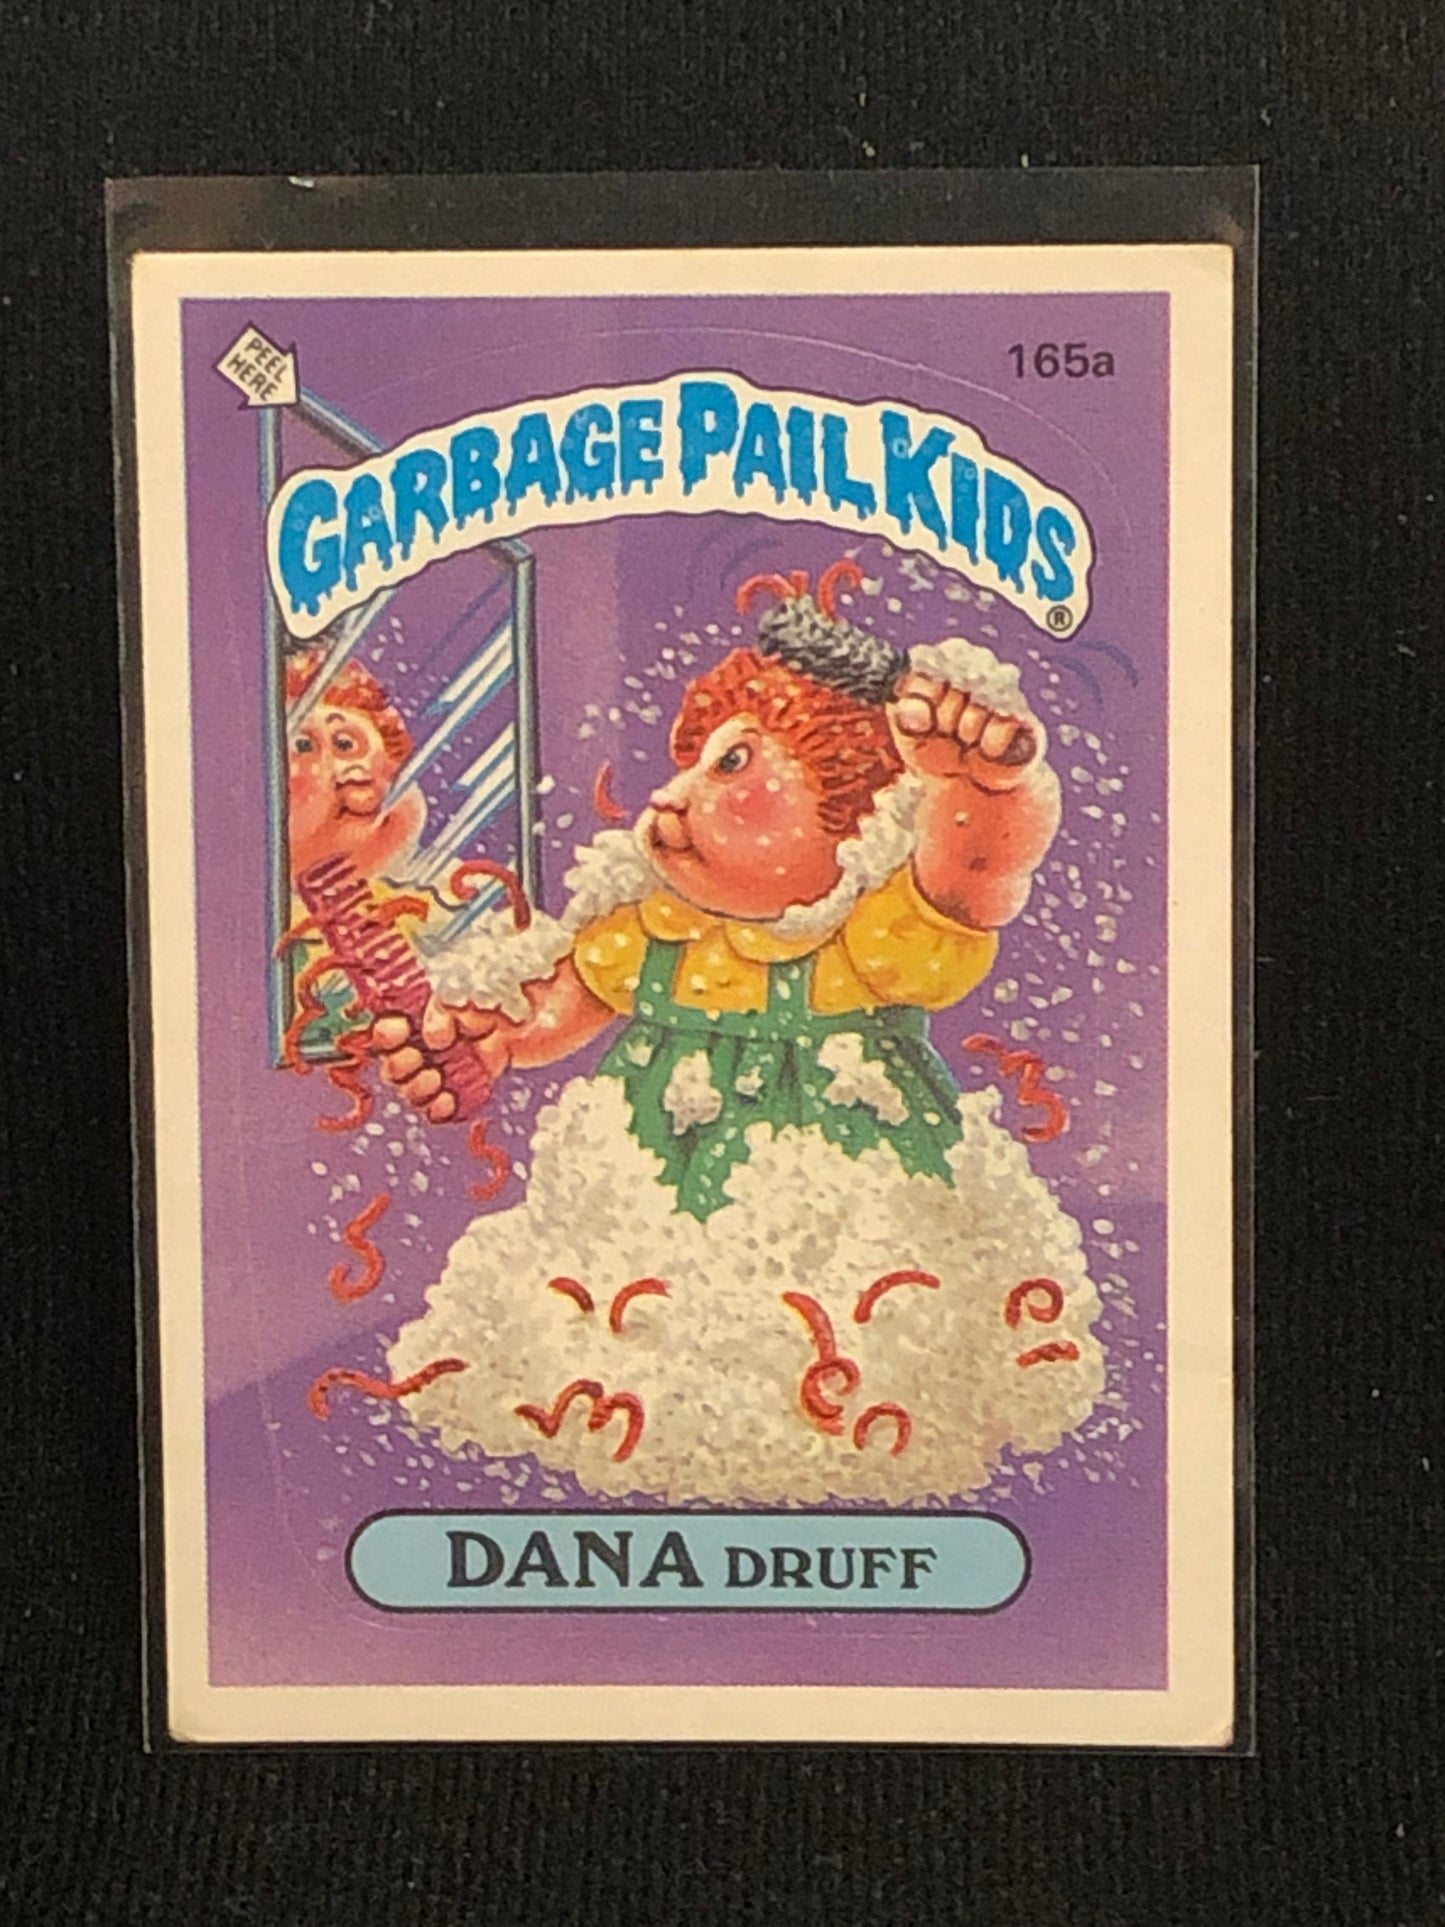 PEEL
HERE
165a
GARBAGE PAIL KIDS
®
DANA DRUFF